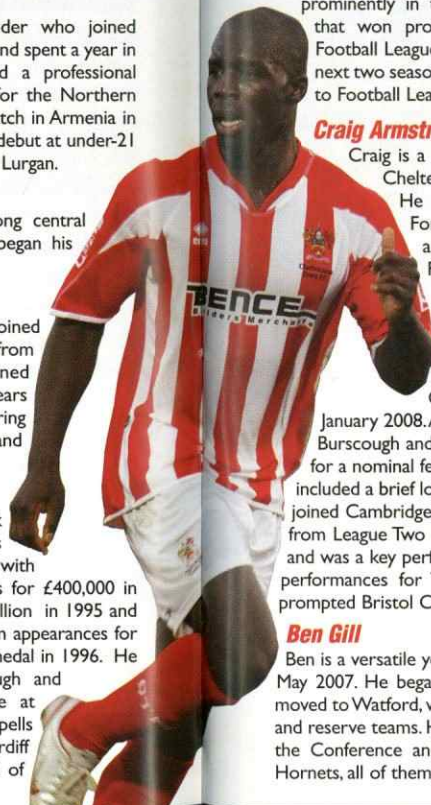 der who joined
nd spent a year in
d a professional
for the Northern
tch in Armenia in
debut at under-21
Lurgan.
ong central
began his
oined
from
ned
ears
ring
and
with
s for £400,000 in
llion in 1995 and
n appearances for
medal in 1996. He
ugh and
e at
pells
rdiff
of
BENCE
Builders Merchants
prominently in
that won pro
Football League
next two season
to Football Lea
Craig Armstr
Craig is a
Chelte
He
For
a
January 2008. A
Burscough and
for a nominal fe
included a brief lo
joined Cambridge
from League Two
and was a key perf
performances for
prompted Bristol C
Ben Gill
Ben is a versatile y
May 2007. He bega
moved to Watford, v
and reserve teams. H
the Conference an
Hornets, all of them